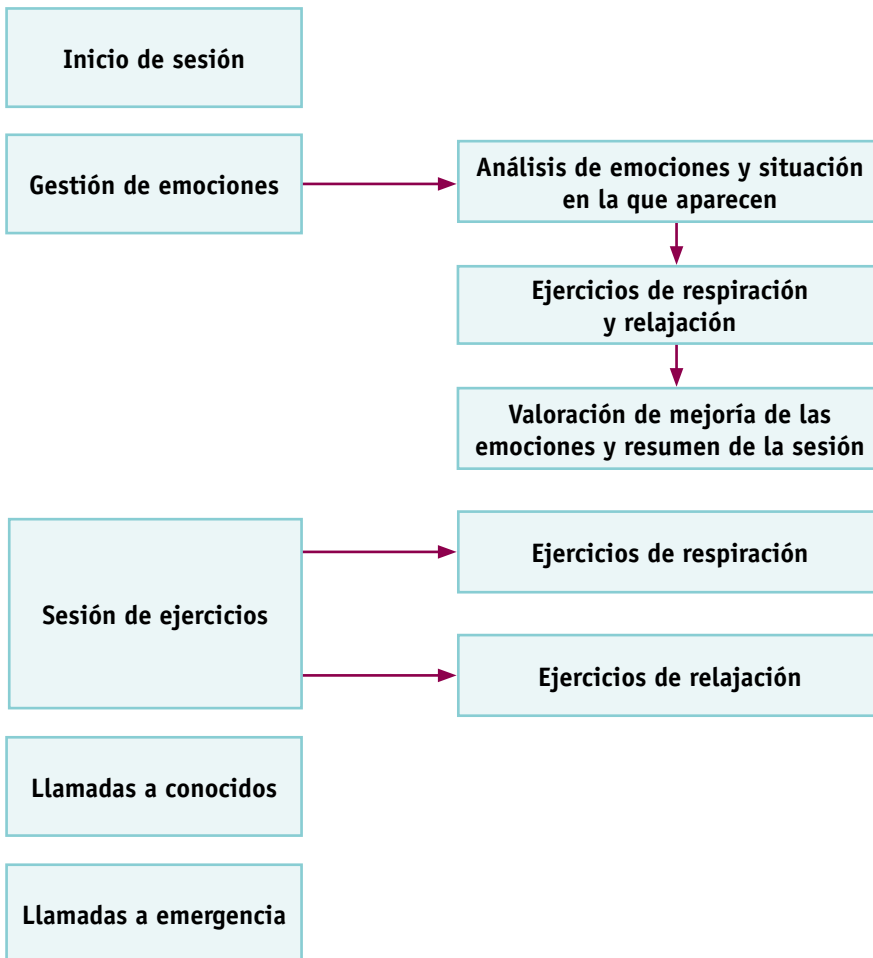 Inicio de sesión
Gestión de emociones
Análisis de emociones y situación
en la que aparecen
Ejercicios de respiración
y relajación
Valoración de mejoría de las
emociones y resumen de la sesión
Sesión de ejercicios
Ejercicios de respiración
Ejercicios de relajación
Llamadas a conocidos
Llamadas a emergencia